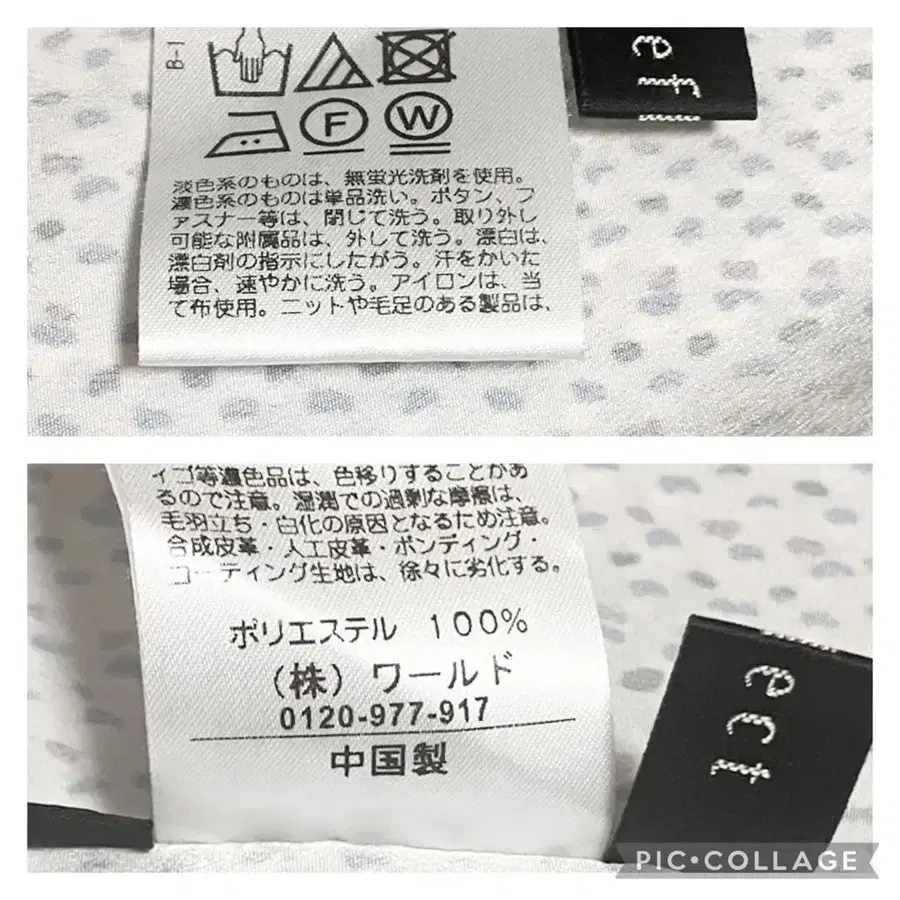 B-1
F
W
淡色系のものは、無蛍光洗剤を使用。
濃色系のものは単品洗い。ボタン、フ
ァスナー等は、閉じて洗う。取り外し
可能な附属品は、外して洗う。漂白は、
漂白剤の指示にしたがう。汗をかいた
場合、速やかに洗う。アイロンは、当
て布使用。ニットや毛足のある製品は、
ect
ィゴ等濃色品は、色移りすることがあ
るので注意。湿潤での過剰な摩擦は、
毛羽立ち・白化の原因となるため注意。
合成皮革・人工皮革・ボンディング・
コーティング生地は、徐々に劣化する。
ポリエステル 100%
(株)ワールド
0120-977-917
中国製
ect
PIC•COLLAGE